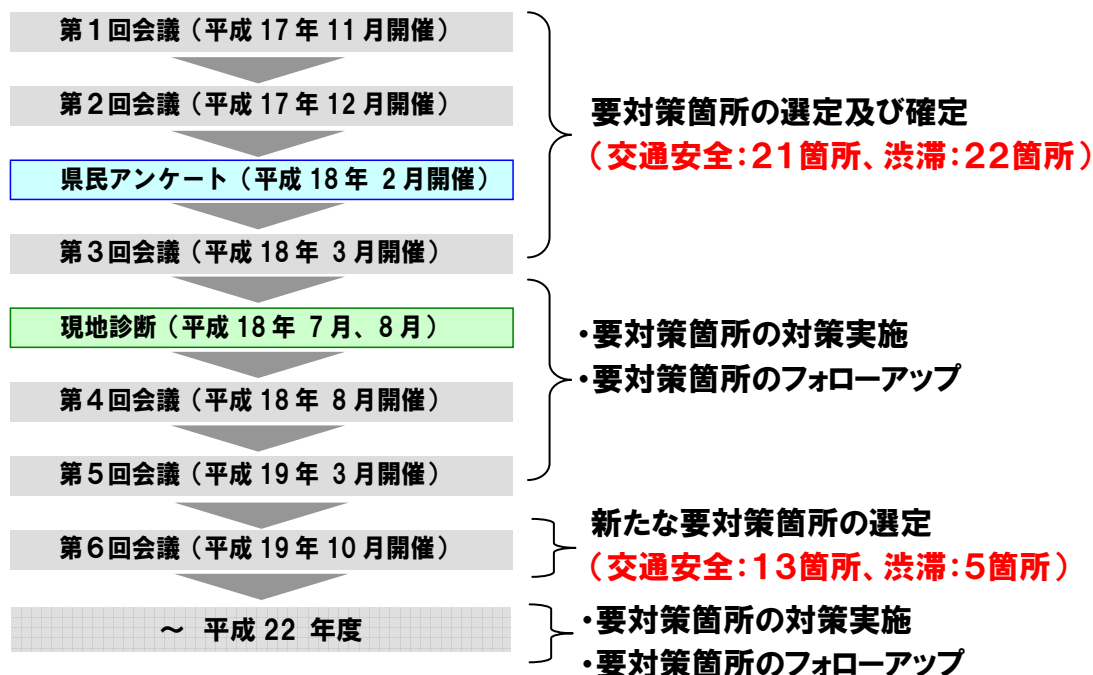 第1回会議（平成 17 年 11 月開催）
第2回会議（平成 17 年 12 月開催）
県民アンケート（平成 18 年 2 月開催）
第3回会議（平成 18 年 3 月開催）
要対策箇所の選定及び確定
（交通安全：21箇所、渋滞：22箇所）
現地診断（平成 18 年 7 月、8 月）
第4回会議（平成 18 年 8 月開催）
第5回会議（平成 19 年 3 月開催）
・要対策箇所の対策実施
・要対策箇所のフォローアップ
第6回会議（平成 19 年 10 月開催）
新たな要対策箇所の選定
（交通安全：13箇所、渋滞：5箇所）
～ 平成 22 年度
・要対策箇所の対策実施
・要対策箇所のフォローアップ